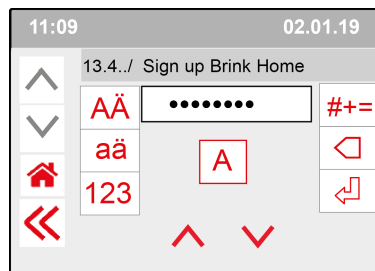 11:09 02.01.19
13.4../ Sign up Brink Home
AÄ ●●●●●●●● #+=
aä A
123